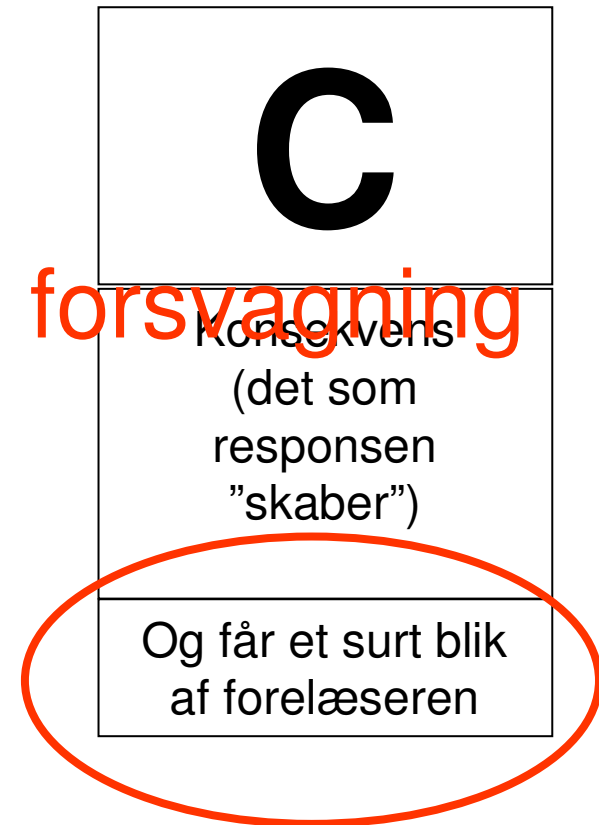 C
forsvagning
Konsekvens
(det som
responsen
”skaber”)
Og får et surt blik
af forelæseren